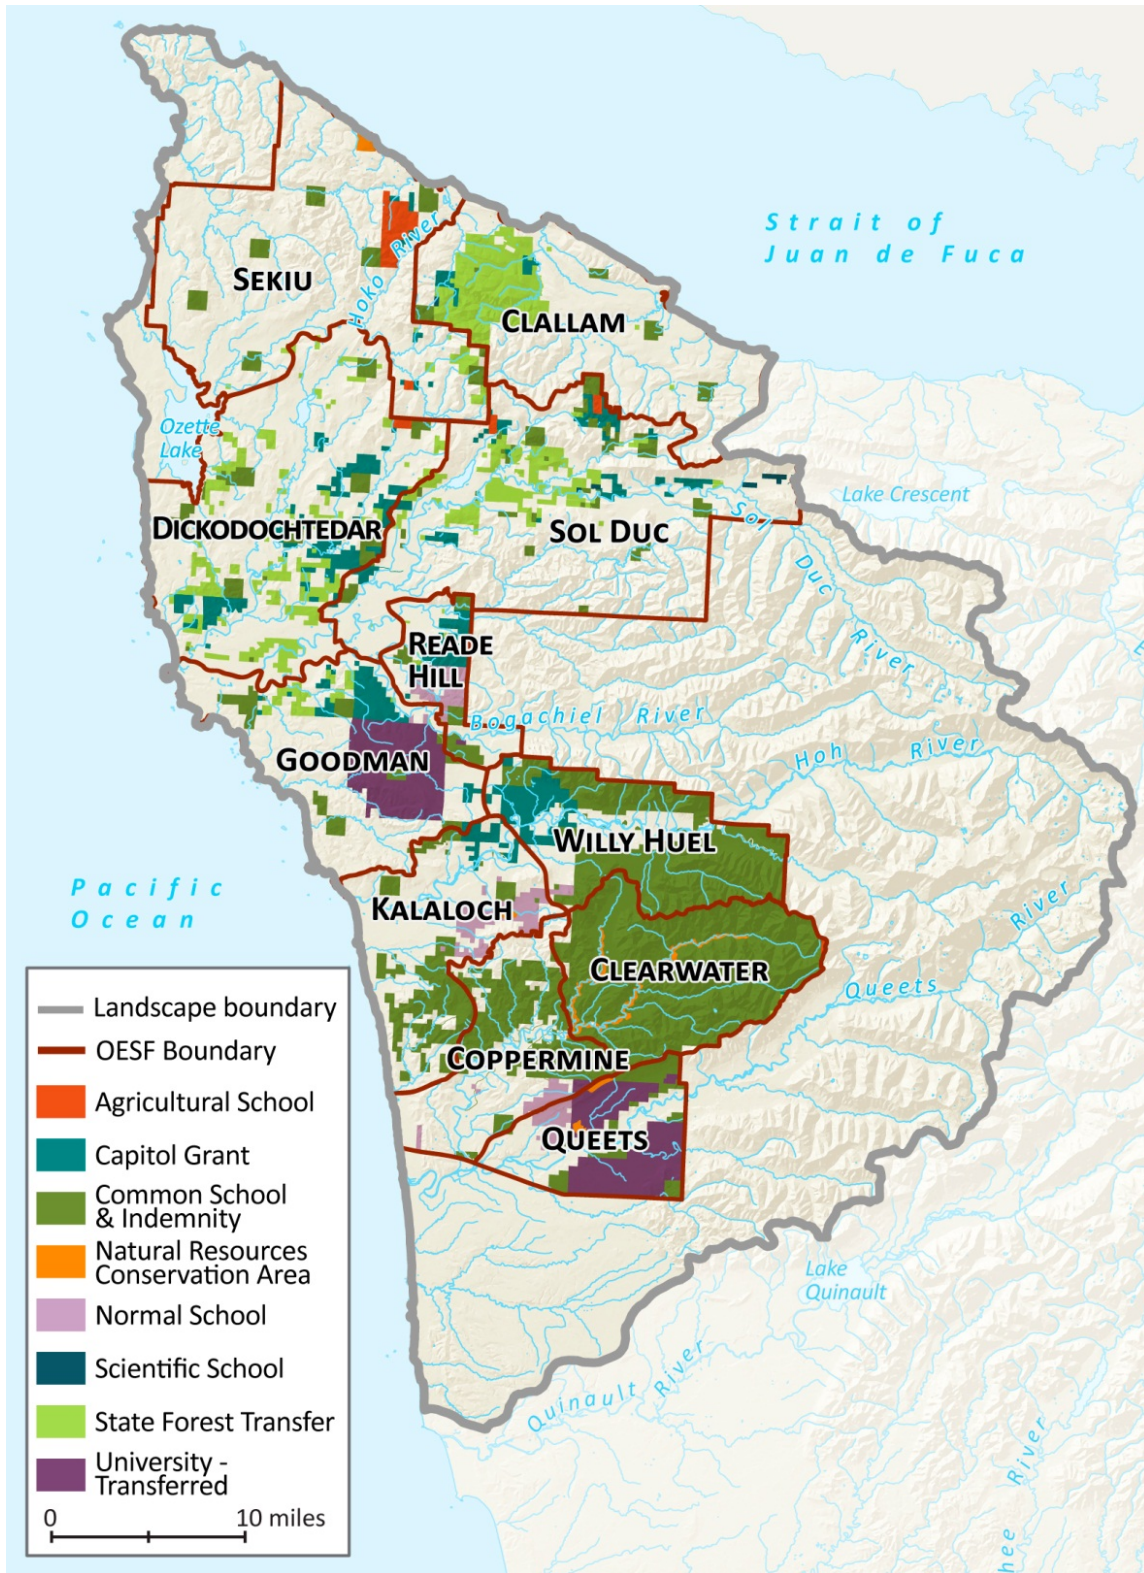 Strait of
Juan de Fuca
SEKIU
Hoko River
CLALLAM
Ozette
Lake
Lake Crescent
DICKODOCHTEDAR
SOL DUC
Sol Duc River
READE
HILL
Bogachiel River
Hoh River
GOODMAN
WILLY HUEL
Pacific
Ocean
KALALOCH
CLEARWATER
Queets River
COPPERMINE
QUEETS
Lake
Quinault
Quinault River
hee River
Landscape boundary
OESF Boundary
Agricultural School
Capitol Grant
Common School
& Indemnity
Natural Resources
Conservation Area
Normal School
Scientific School
State Forest Transfer
University -
Transferred
0 10 miles